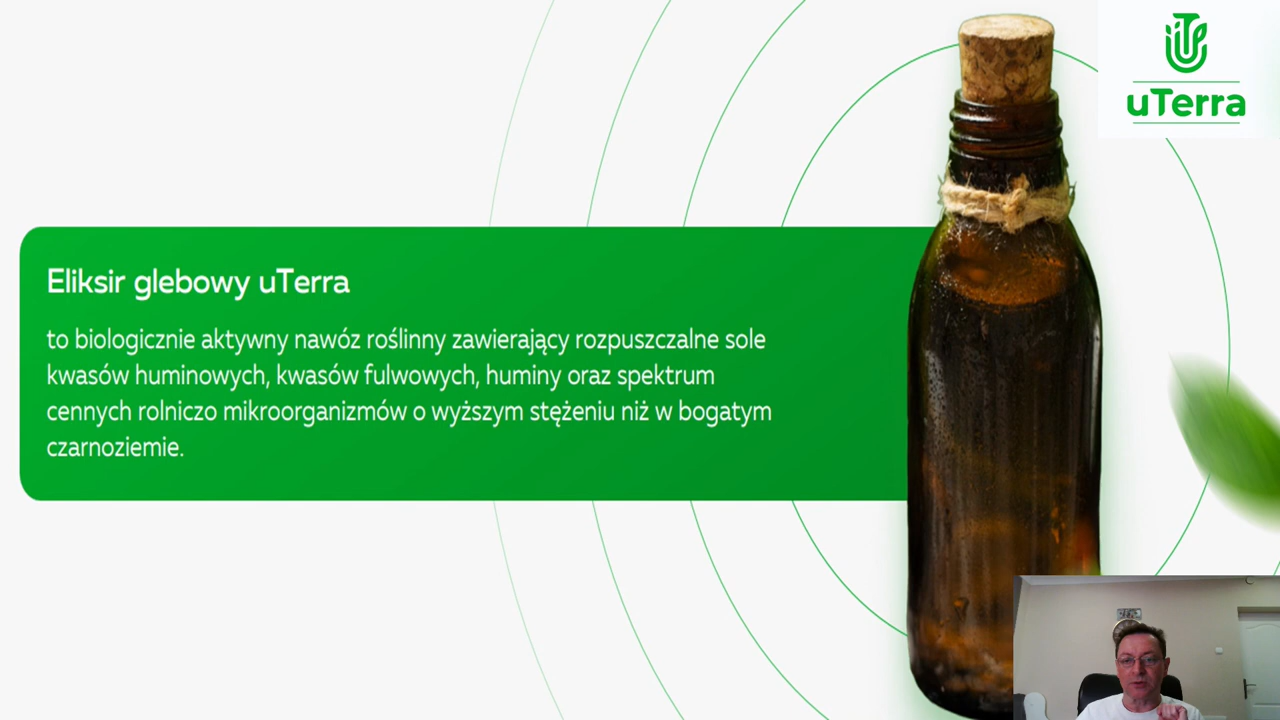 uTerra
Eliksir glebowy uTerra
to biologicznie aktywny nawóz roślinny zawierający rozpuszczalne sole
kwasów huminowych, kwasów fulwowych, huminy oraz spektrum
cennych rolniczo mikroorganizmów o wyższym stężeniu niż w bogatym
czarnoziemie.